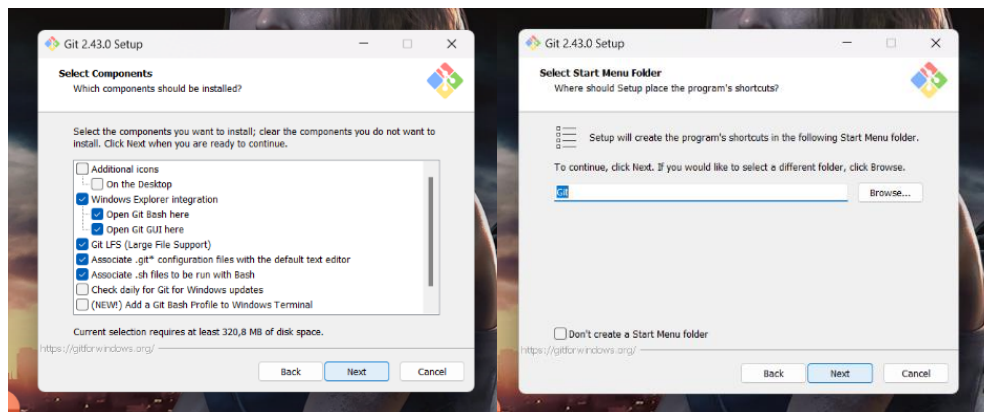 Git 2.43.0 Setup
Select Components
Which components should be installed?
Select the components you want to install; clear the components you do not want to
install. Click Next when you are ready to continue.
Additional icons
On the Desktop
Windows Explorer integration
Open Git Bash here
Open Git GUI here
Git LFS (Large File Support)
Associate .git* configuration files with the default text editor
Associate .sh files to be run with Bash
Check daily for Git for Windows updates
(NEW!) Add a Git Bash Profile to Windows Terminal
Current selection requires at least 320,8 MB of disk space.
https://gitforwindows.org/
Back Next Cancel
Git 2.43.0 Setup
Select Start Menu Folder
Where should Setup place the program's shortcuts?
Setup will create the program's shortcuts in the following Start Menu folder.
To continue, click Next. If you would like to select a different folder, click Browse.
Git
Browse...
Don't create a Start Menu folder
https://gitforwindows.org/
Back Next Cancel